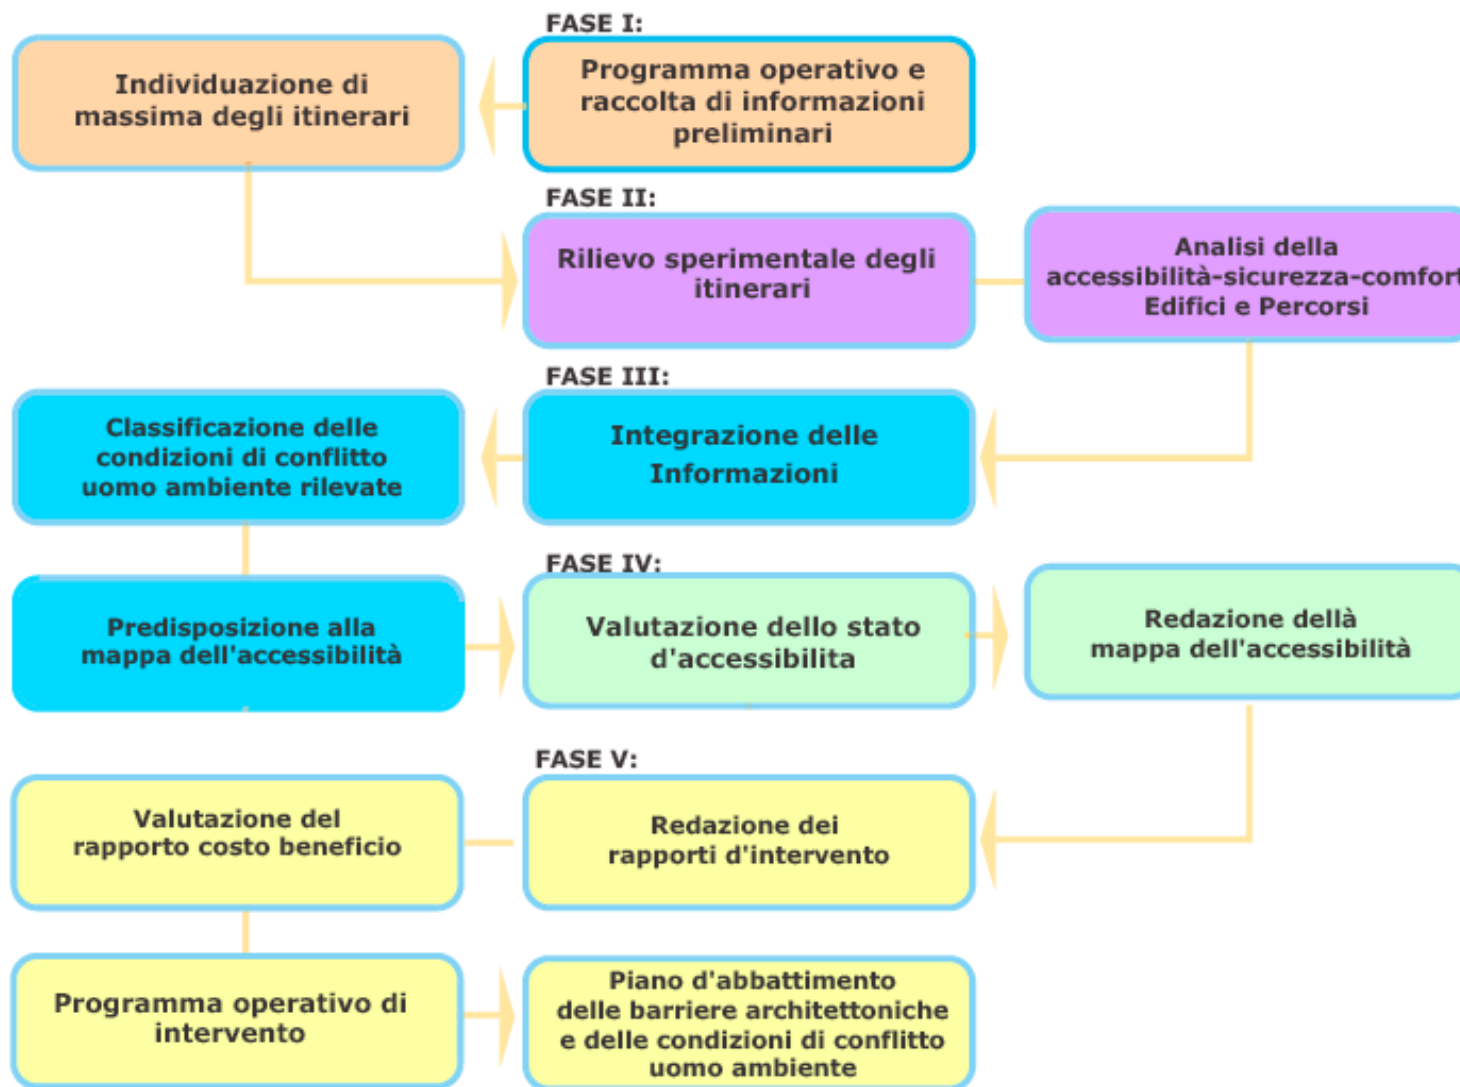 FASE I:
Programma operativo e
raccolta di informazioni
preliminari
Individuazione di
massima degli itinerari
FASE II:
Rilievo sperimentale degli
itinerari
Analisi della
accessibilità-sicurezza-comfort
Edifici e Percorsi
FASE III:
Integrazione delle
Informazioni
Classificazione delle
condizioni di conflitto
uomo ambiente rilevate
Predisposizione alla
mappa dell'accessibilità
FASE IV:
Valutazione dello stato
d'accessibilita
Redazione dellà
mappa dell'accessibilità
FASE V:
Redazione dei
rapporti d'intervento
Valutazione del
rapporto costo beneficio
Programma operativo di
intervento
Piano d'abbattimento
delle barriere architettoniche
e delle condizioni di conflitto
uomo ambiente